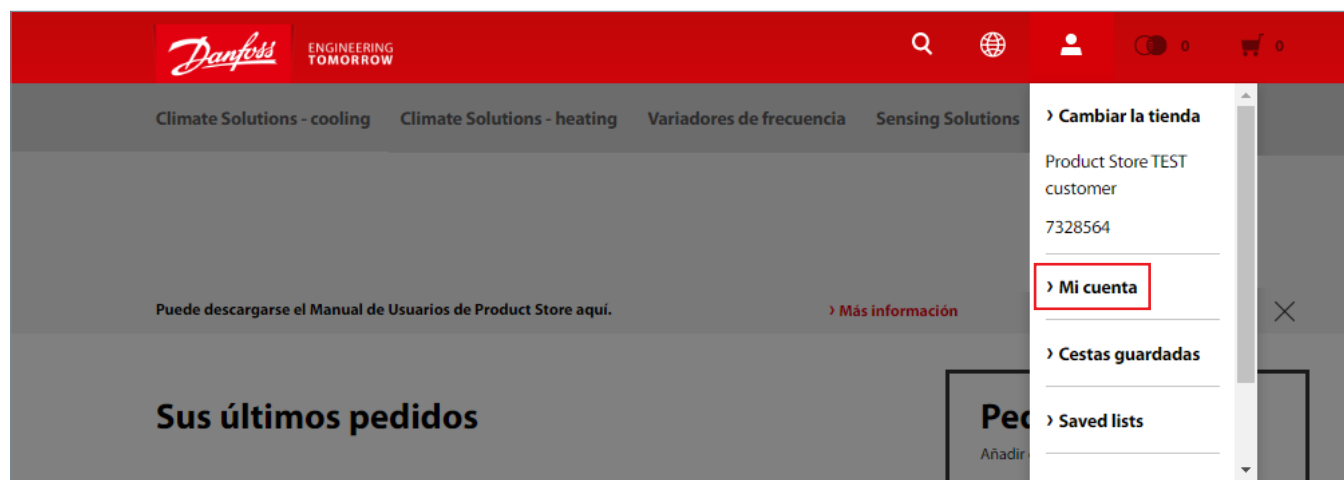 Danfoss
ENGINEERING
TOMORROW
0
0
Climate Solutions - cooling
Climate Solutions - heating
Variadores de frecuencia
Sensing Solutions
› Cambiar la tienda
Product Store TEST
customer
7328564
› Mi cuenta
Puede descargarse el Manual de Usuarios de Product Store aquí.
› Más información
› Cestas guardadas
Sus últimos pedidos
› Saved lists
Añadir